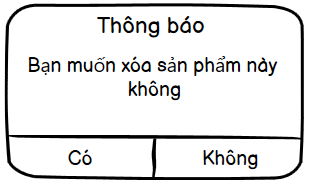 Thông báo
Bạn muốn xóa sản phẩm này
không
Có
Không